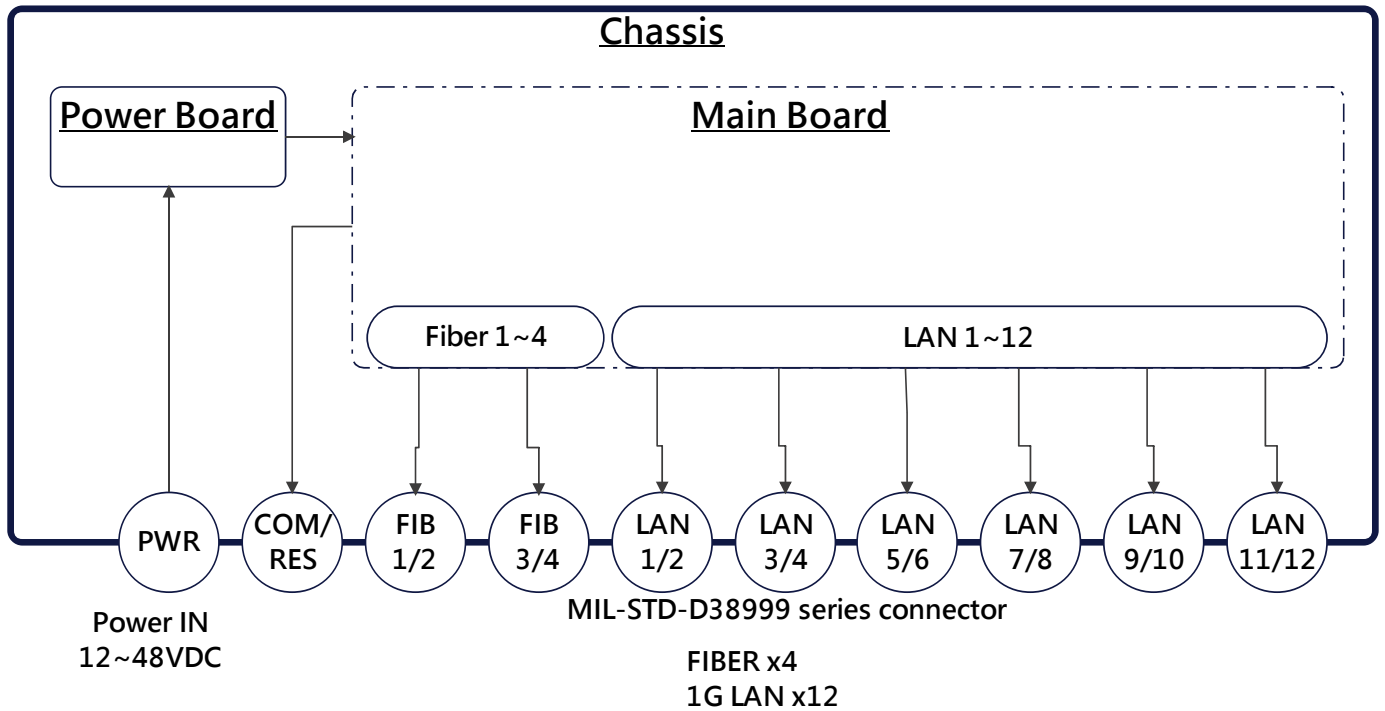 Chassis
Power Board
Main Board
Fiber 1~4
LAN 1~12
PWR
COM/
RES
FIB
1/2
FIB
3/4
LAN
1/2
LAN
3/4
LAN
5/6
LAN
7/8
LAN
9/10
LAN
11/12
Power IN
12~48VDC
MIL-STD-D38999 series connector
FIBER x4
1G LAN x12